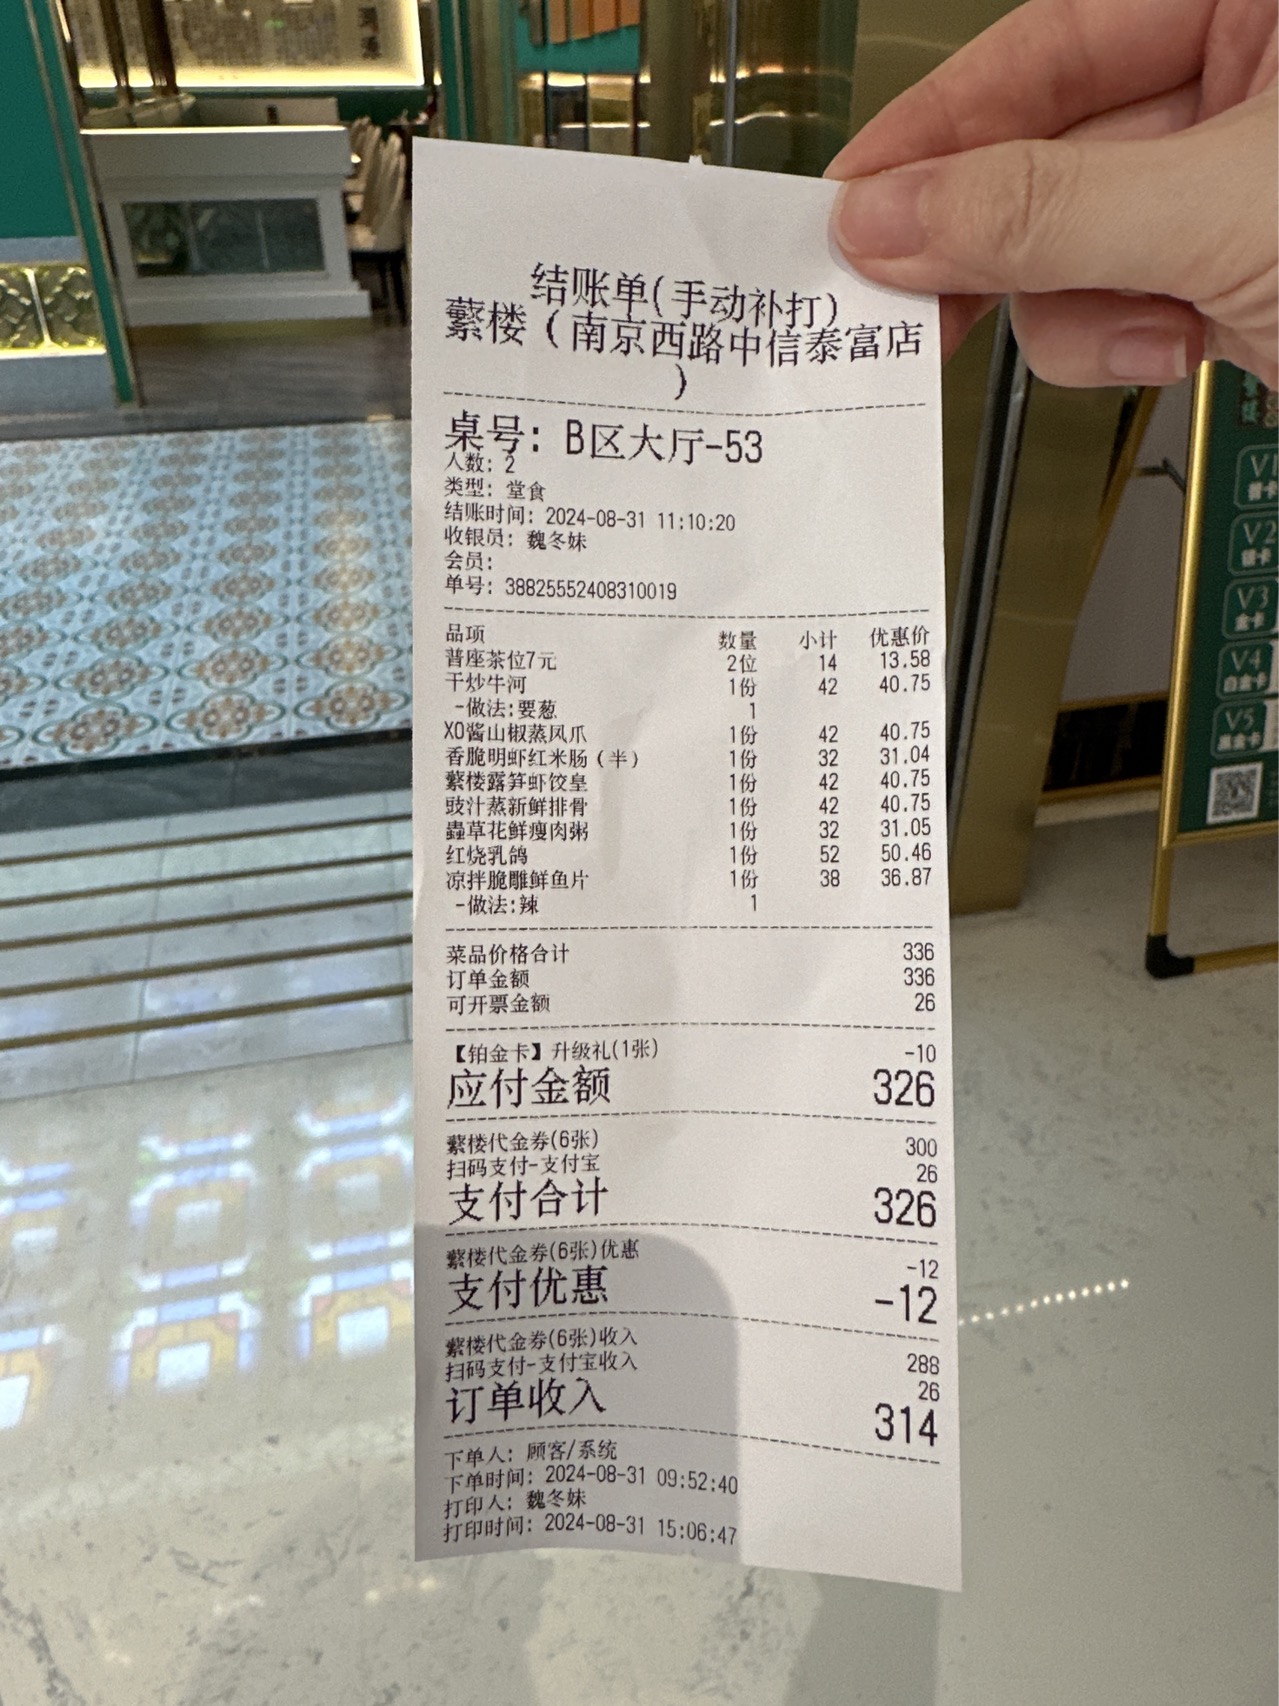 结账单(手动补打)
蘩楼（南京西路中信泰富店
）
桌号: B区大厅-53
人数: 2
类型: 堂食
结账时间: 2024-08-31 11:10:20
收银员: 魏冬妹
会员:
单号: 38825552408310019
品项 数量 小计 优惠价
普座茶位7元 2位 14 13.58
干炒牛河 1份 42 40.75
-做法:要葱 1
XO酱山椒蒸凤爪 1份 42 40.75
香脆明虾红米肠（半） 1份 32 31.04
蘩楼露笋虾饺皇 1份 42 40.75
豉汁蒸新鲜排骨 1份 42 40.75
蟲草花鲜瘦肉粥 1份 32 31.05
红烧乳鸽 1份 52 50.46
凉拌脆雕鲜鱼片 1份 38 36.87
-做法:辣 1
菜品价格合计 336
订单金额 336
可开票金额 26
【铂金卡】升级礼(1张) -10
应付金额 326
蘩楼代金券(6张) 300
扫码支付-支付宝 26
支付合计 326
蘩楼代金券(6张)优惠 -12
支付优惠 -12
蘩楼代金券(6张)收入 288
扫码支付-支付宝收入 26
订单收入 314
下单人: 顾客/系统
下单时间: 2024-08-31 09:52:40
打印人: 魏冬妹
打印时间: 2024-08-31 15:06:47
V2
V3
金卡
V4
白金卡
V5